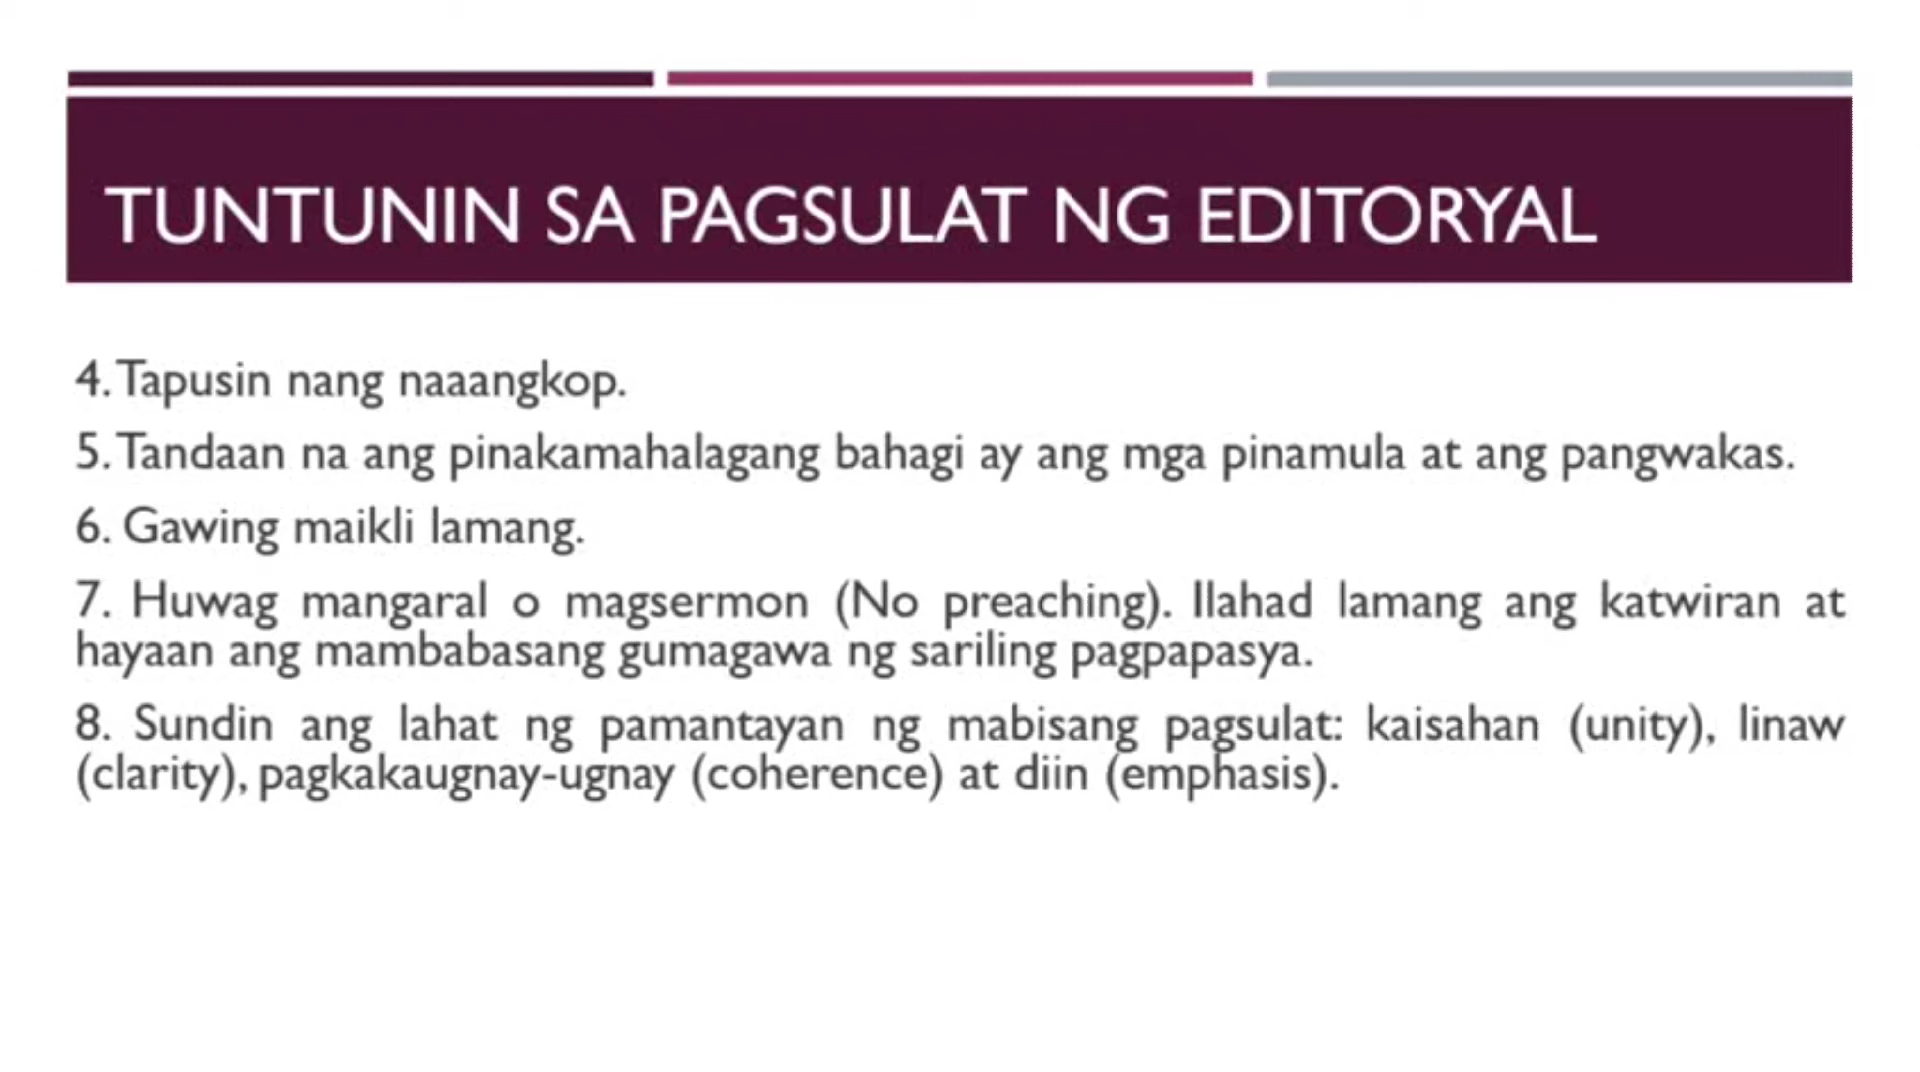 TUNTUNIN SA PAGSULAT NG EDITORYAL
4. Tapusin nang naaangkop.
5. Tandaan na ang pinakamahalagang bahagi ay ang mga pinamula at ang pangwakas.
6. Gawing maikli lamang.
7. Huwag mangaral o magsermon (No preaching). Ilahad lamang ang katwiran at
hayaan ang mambabasang gumagawa ng sariling pagpapasya.
8. Sundin ang lahat ng pamantayan ng mabisang pagsulat: kaisahan (unity), linaw
(clarity), pagkakaugnay-ugnay (coherence) at diin (emphasis).